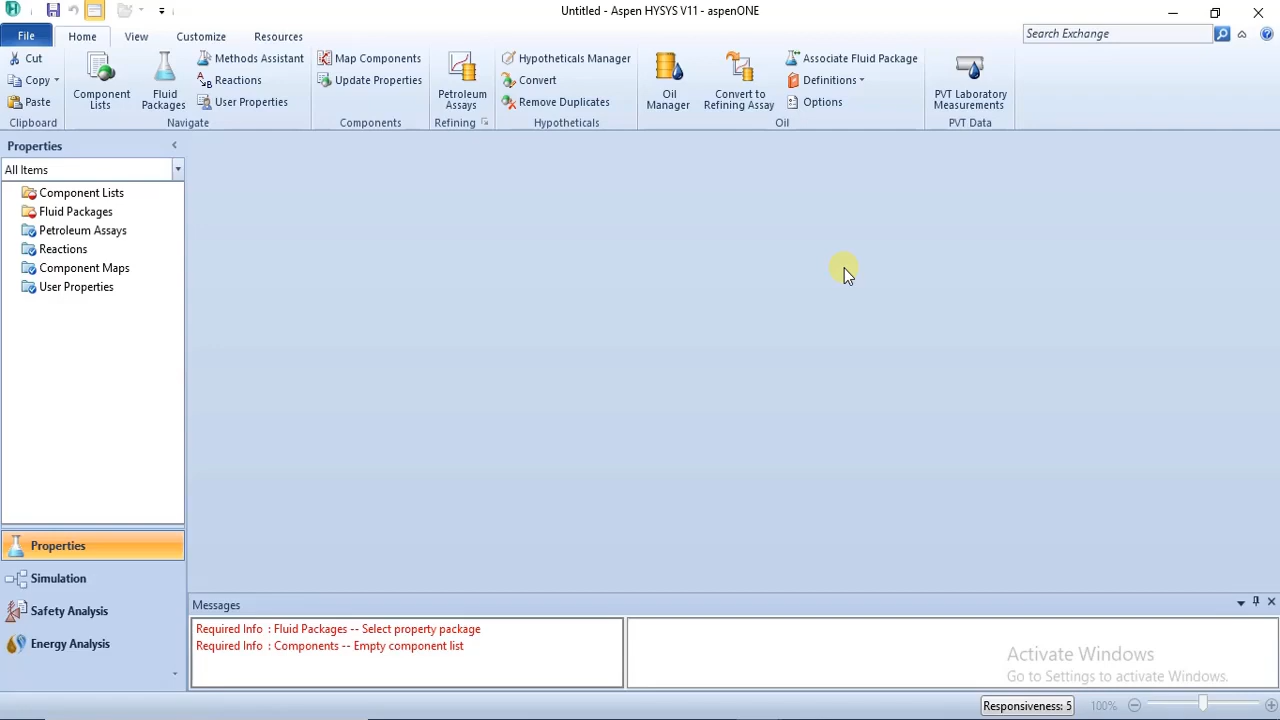 Untitled - Aspen HYSYS V11 - aspenONE
File Home View Customize Resources
Search Exchange
Cut
Copy
Paste
Clipboard
Component Lists
Fluid Packages
Methods Assistant
Reactions
User Properties
Navigate
Map Components
Update Properties
Components
Petroleum Assays
Refining
Hypotheticals Manager
Convert
Remove Duplicates
Hypotheticals
Oil Manager
Convert to Refining Assay
Associate Fluid Package
Definitions
Options
Oil
PVT Laboratory Measurements
PVT Data
Properties
All Items
Component Lists
Fluid Packages
Petroleum Assays
Reactions
Component Maps
User Properties
Properties
Simulation
Safety Analysis
Energy Analysis
Messages
Required Info : Fluid Packages -- Select property package
Required Info : Components -- Empty component list
Activate Windows
Go to Settings to activate Windows.
Responsiveness: 5 100%